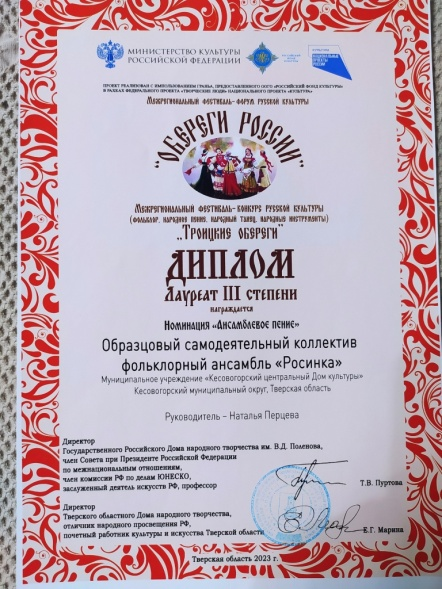 МИНИСТЕРСТВО КУЛЬТУРЫ
РОССИЙСКОЙ ФЕДЕРАЦИИ
ПРОЕКТ РЕАЛИЗОВАН С ИСПОЛЬЗОВАНИЕМ ГРАНТА, ПРЕДОСТАВЛЕННОГО ООГО «РОССИЙСКИЙ ФОНД КУЛЬТУРЫ»
В РАМКАХ ФЕДЕРАЛЬНОГО ПРОЕКТА «ТВОРЧЕСКИЕ ЛЮДИ» НАЦИОНАЛЬНОГО ПРОЕКТА «КУЛЬТУРА»
Межрегиональный фестиваль-форум русской культуры
"ОБЕРЕГИ РОССИИ"
Межрегиональный фестиваль-конкурс русской культуры
(фольклор, народное пение, народный танец, народные инструменты)
„Троицкие обереги"
ДИПЛОМ
Лауреат III степени
награждается
Номинация «Ансамблевое пение»
Образцовый самодеятельный коллектив
фольклорный ансамбль «Росинка»
Муниципальное учреждение «Кесовогорский центральный Дом культуры»
Кесовогорский муниципальный округ, Тверская область
Руководитель – Наталья Перцева
Директор
Государственного Российского Дома народного творчества им. В.Д. Поленова,
член Совета при Президенте Российской Федерации
по межнациональным отношениям,
член комиссии РФ по делам ЮНЕСКО,
заслуженный деятель искусств РФ, профессор
Т.В. Пуртова
Директор
Тверского областного Дома народного творчества,
отличник народного просвещения РФ,
почетный работник культуры и искусства Тверской области
Е.Г. Марина
Тверская область 2023 г.